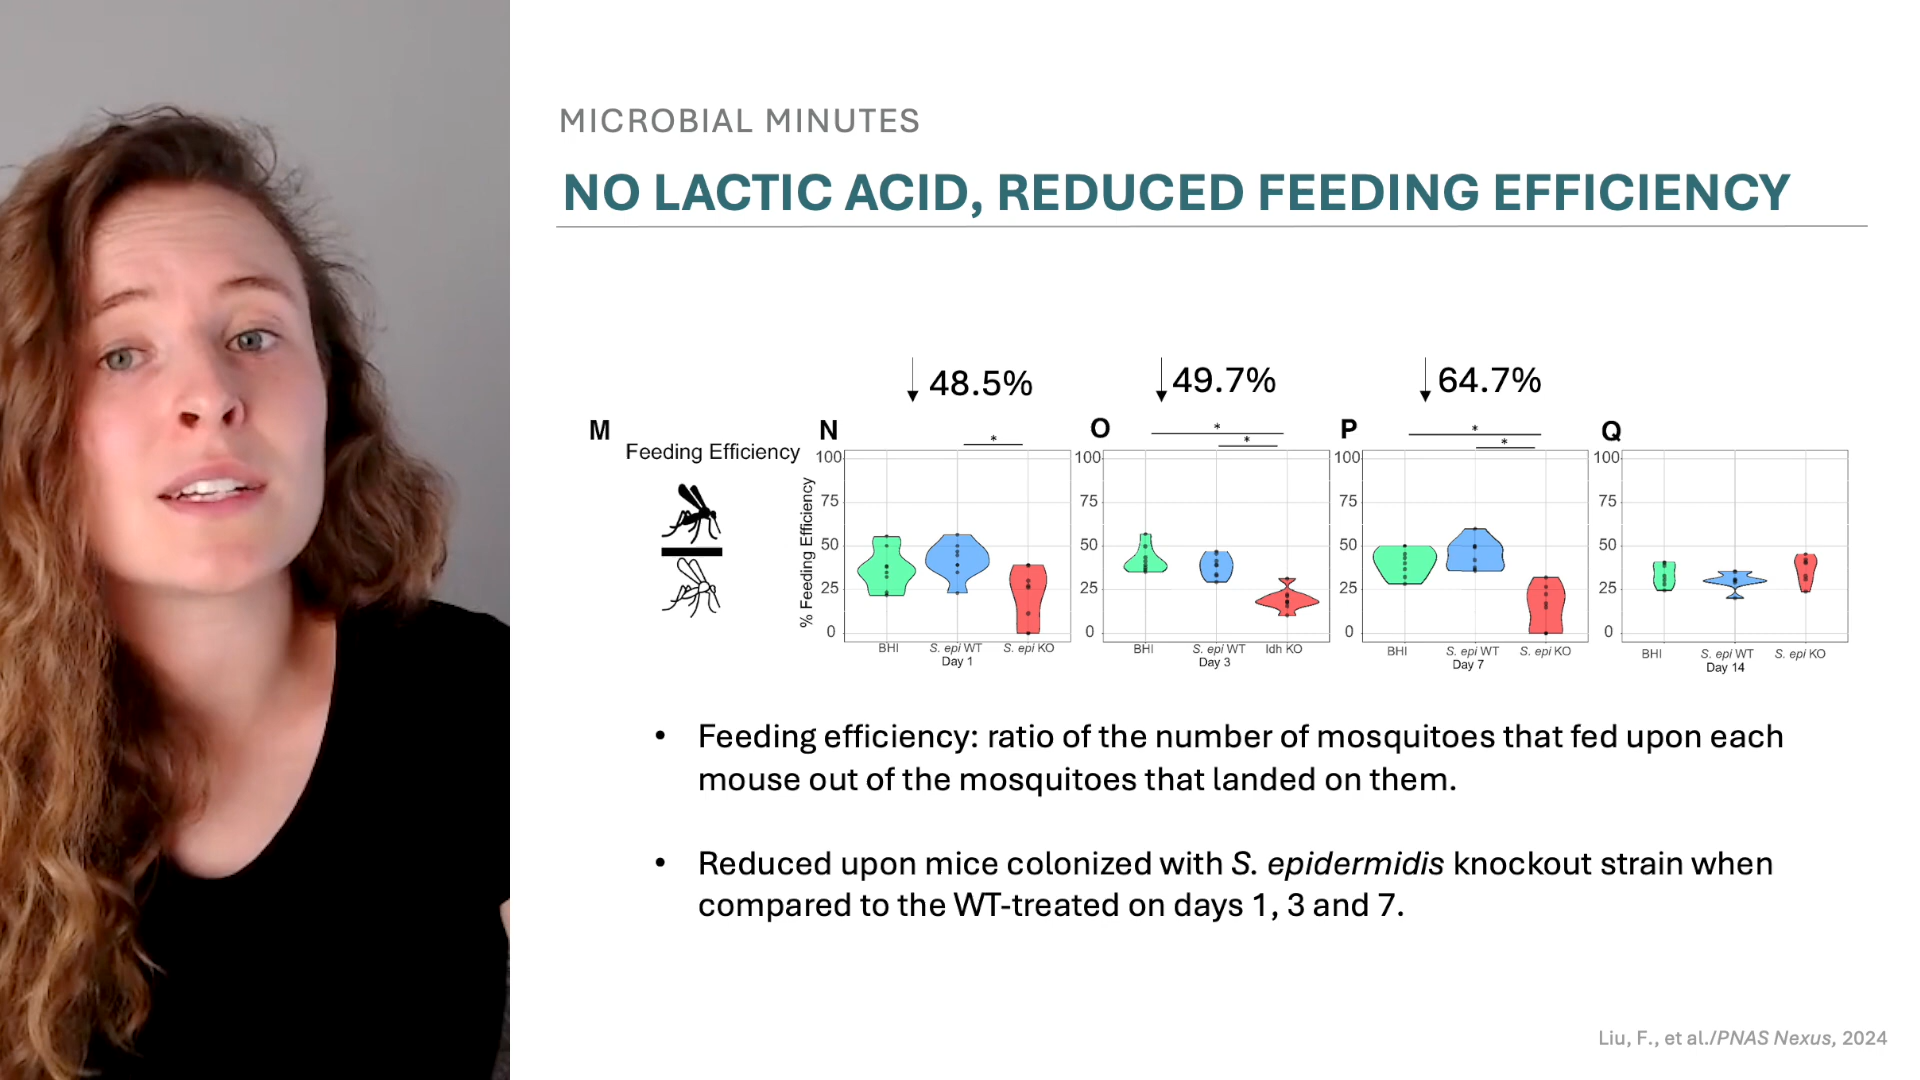 MICROBIAL MINUTES
NO LACTIC ACID, REDUCED FEEDING EFFICIENCY
48.5%
49.7%
64.7%
M
Feeding Efficiency
N
*
% Feeding Efficiency
100
75
50
25
0
BHI
S. epi WT
S. epi KO
Day 1
O
*
*
100
75
50
25
0
BHI
S. epi WT
ldh KO
Day 3
P
*
*
100
75
50
25
0
BHI
S. epi WT
S. epi KO
Day 7
Q
100
75
50
25
0
BHI
S. epi WT
S. epi KO
Day 14
• Feeding efficiency: ratio of the number of mosquitoes that fed upon each
mouse out of the mosquitoes that landed on them.
• Reduced upon mice colonized with S. epidermidis knockout strain when
compared to the WT-treated on days 1, 3 and 7.
Liu, F., et al./PNAS Nexus, 2024